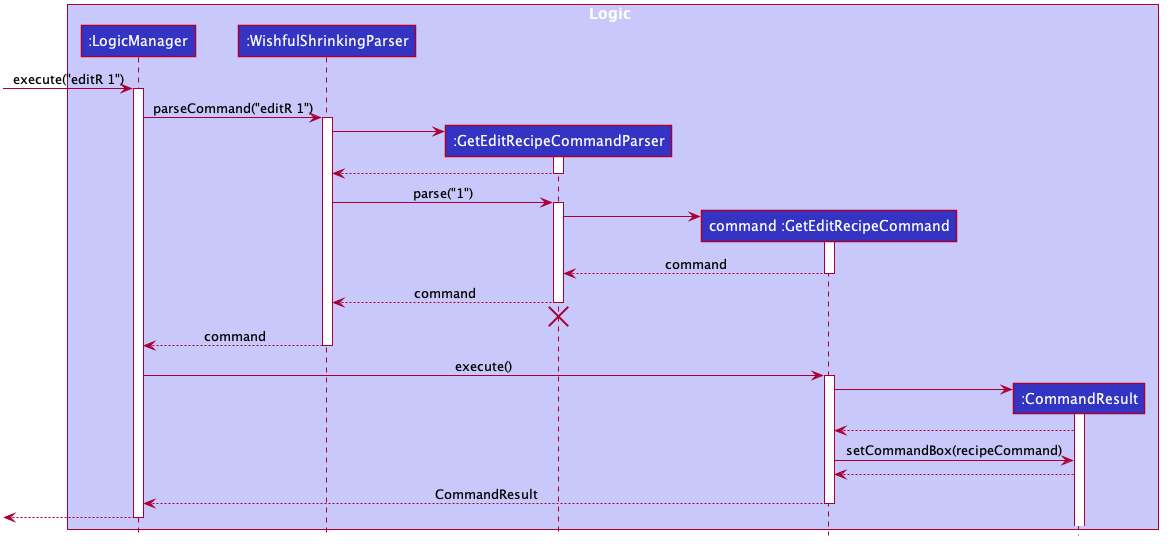 Logic
:LogicManager
:WishfulShrinkingParser
execute("editR 1")
parseCommand("editR 1")
:GetEditRecipeCommandParser
parse("1")
command :GetEditRecipeCommand
command
command
command
execute()
:CommandResult
setCommandBox(recipeCommand)
CommandResult